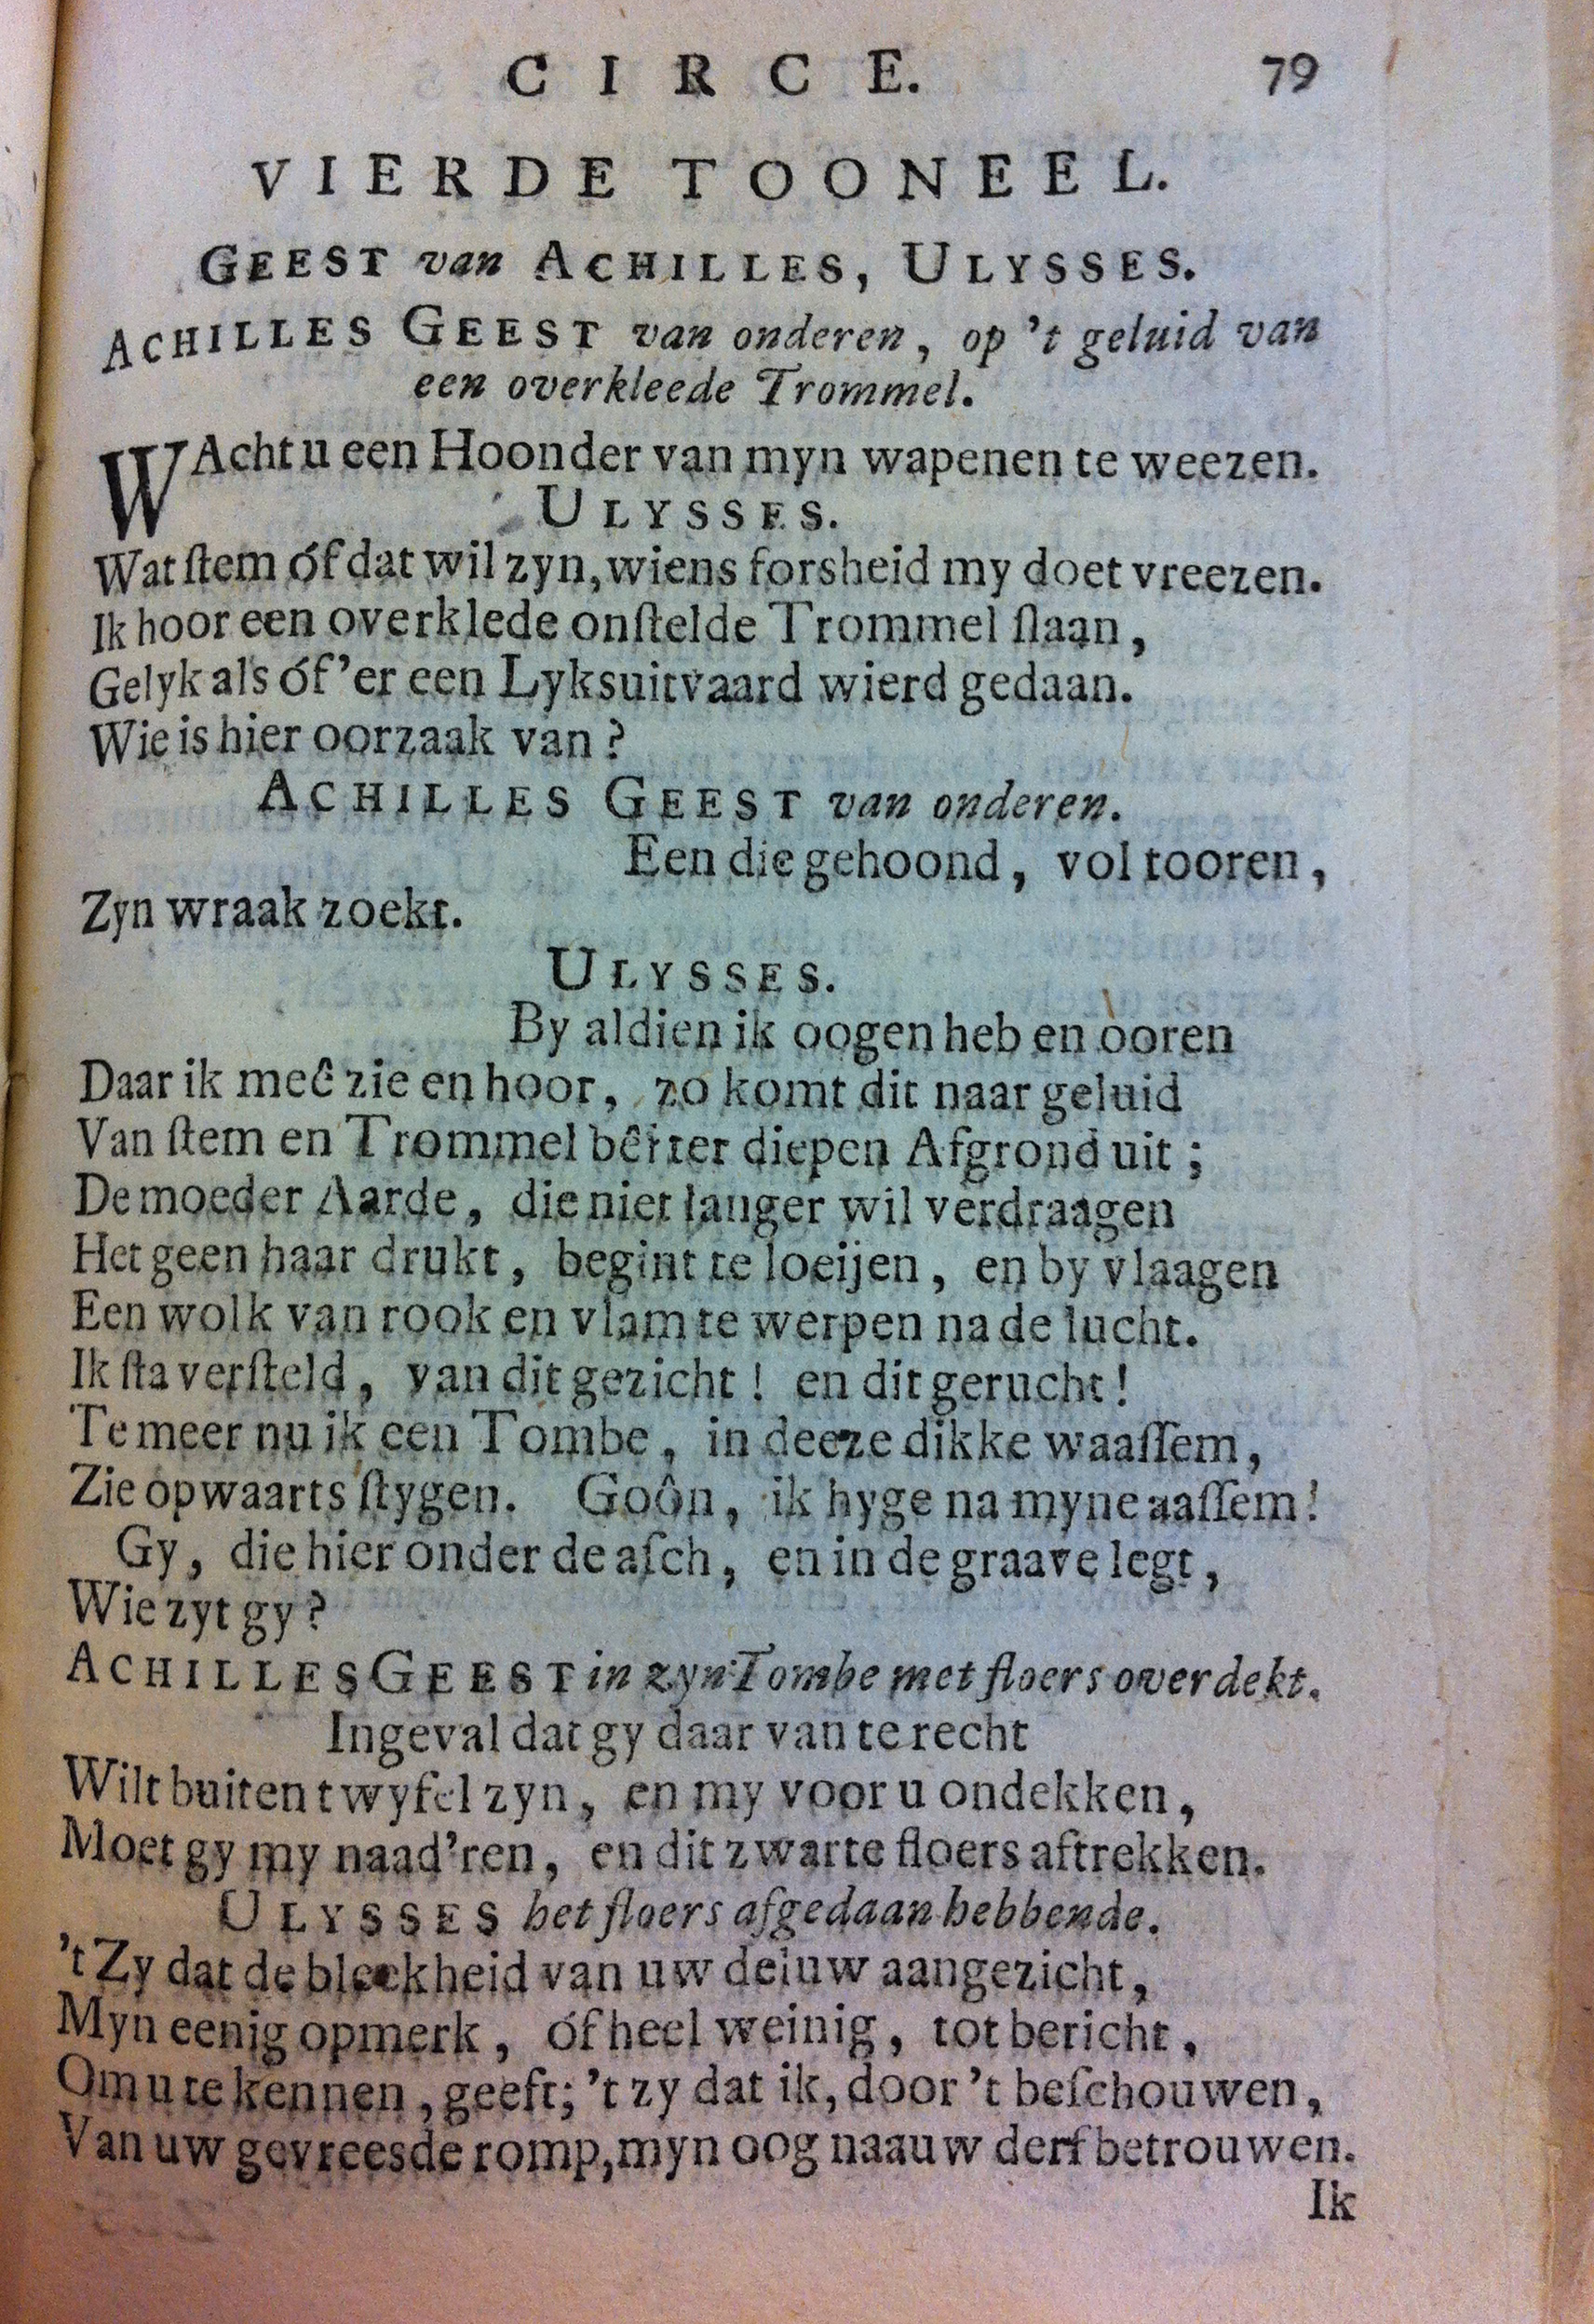 CIRCE. 79
VIERDE TOONEEL.
GEEST van ACHILLES, ULYSSES.
ACHILLES GEEST van onderen, op 't geluid van
een overkleede Trommel.
WAcht u een Hoonder van myn wapenen te weezen.
ULYSSES.
Wat ſtem óf dat wil zyn, wiens forsheid my doet vreezen.
Ik hoor een overklede onſtelde Trommel ſlaan,
Gelyk als óf 'er een Lyksuitvaard wierd gedaan.
Wie is hier oorzaak van?
ACHILLES GEEST van onderen.
Een die gehoond, vol tooren,
Zyn wraak zoekt.
ULYSSES.
By aldien ik oogen heb en ooren
Daar ik meê zie en hoor, zo komt dit naar geluid
Van ſtem en Trommel ter diepen Afgrond uit;
De moeder Aarde, die niet langer wil verdraagen
Het geen haar drukt, begint te loeijen, en by vlaagen
Een wolk van rook en vlam te werpen na de lucht.
Ik ſta verſteld, van dit gezicht! en dit gerucht!
Te meer nu ik een Tombe, in deeze dikke waaſſem,
Zie opwaarts ſtygen. Goôn, ik hyge na myne aaſſem!
Gy, die hier onder de aſch, en in de graave legt,
Wie zyt gy?
ACHILLES GEEST in zyn Tombe met floers overdekt.
Ingeval dat gy daar van te recht
Wilt buiten twyfel zyn, en my voor u ondekken,
Moet gy my naad'ren, en dit zwarte floers aftrekken.
ULYSSES het floers afgedaan hebbende.
't Zy dat de bleekheid van uw deluw aangezicht,
Myn eenig opmerk, óf heel weinig, tot bericht,
Om u te kennen, geeft; 't zy dat ik, door 't beſchouwen,
Van uw gevreesde romp, myn oog naauw derf betrouwen.
Ik